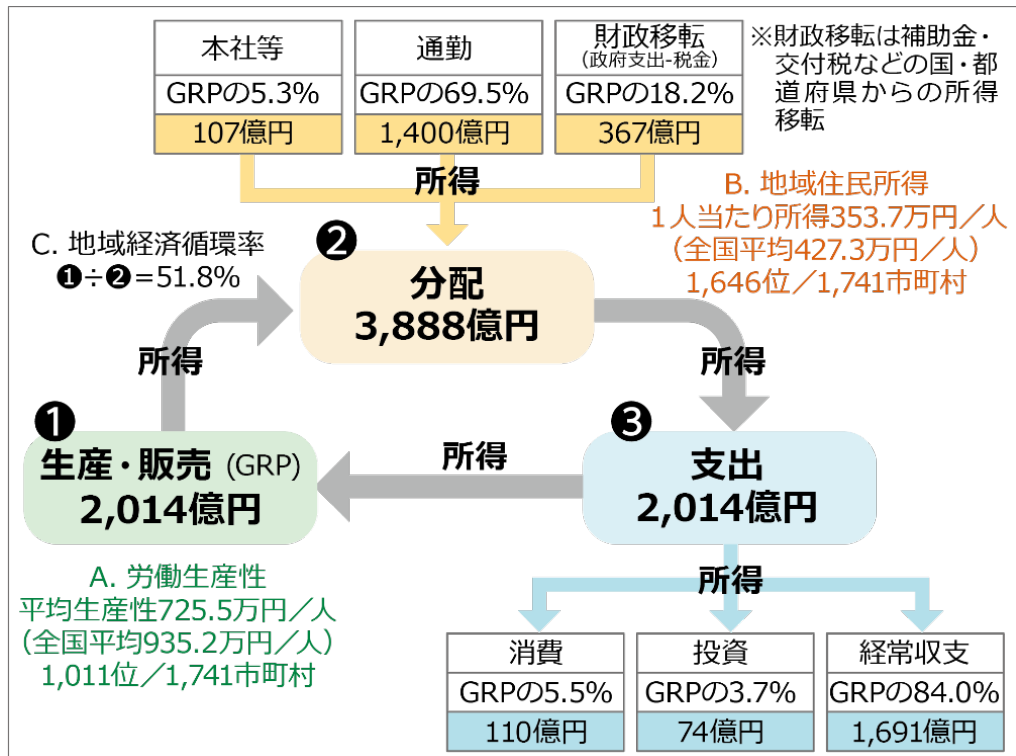 本社等
GRPの5.3%
107億円
通勤
GRPの69.5%
1,400億円
財政移転
(政府支出-税金)
GRPの18.2%
367億円
※財政移転は補助金・
交付税などの国・都
道府県からの所得
移転
所得
B. 地域住民所得
1人当たり所得353.7万円／人
（全国平均427.3万円／人）
1,646位／1,741市町村
C. 地域経済循環率
❶÷❷=51.8%
❷
分配
3,888億円
所得
所得
❶
生産・販売 (GRP)
2,014億円
所得
❸
支出
2,014億円
A. 労働生産性
平均生産性725.5万円／人
（全国平均935.2万円／人）
1,011位／1,741市町村
所得
消費
GRPの5.5%
110億円
投資
GRPの3.7%
74億円
経常収支
GRPの84.0%
1,691億円